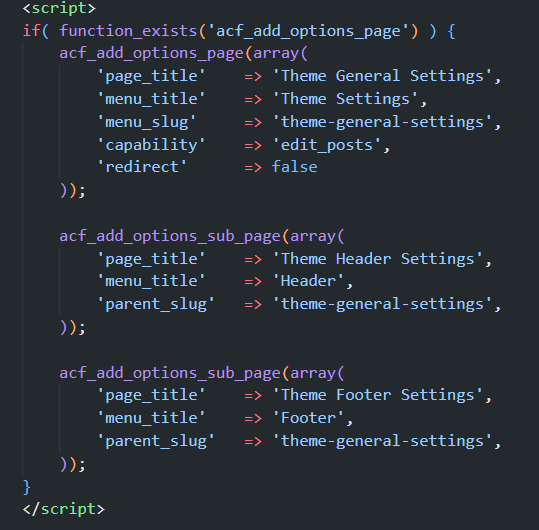 <script>
if( function_exists('acf_add_options_page') ) {
    acf_add_options_page(array(
        'page_title'    => 'Theme General Settings',
        'menu_title'    => 'Theme Settings',
        'menu_slug'     => 'theme-general-settings',
        'capability'    => 'edit_posts',
        'redirect'      => false
    ));

    acf_add_options_sub_page(array(
        'page_title'    => 'Theme Header Settings',
        'menu_title'    => 'Header',
        'parent_slug'   => 'theme-general-settings',
    ));

    acf_add_options_sub_page(array(
        'page_title'    => 'Theme Footer Settings',
        'menu_title'    => 'Footer',
        'parent_slug'   => 'theme-general-settings',
    ));
}
</script>